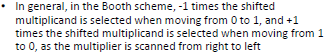 • In general, in the Booth scheme, -1 times the shifted
multiplicand is selected when moving from 0 to 1, and +1
times the shifted multiplicand is selected when moving from 1
to 0, as the multiplier is scanned from right to left